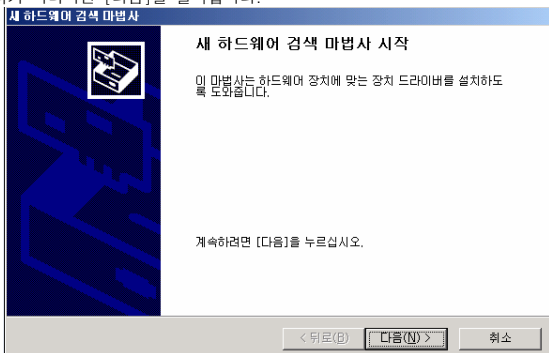 새 하드웨어 검색 마법사
새 하드웨어 검색 마법사 시작
이 마법사는 하드웨어 장치에 맞는 장치 드라이버를 설치하도
록 도와줍니다.
계속하려면 [다음]을 누르십시오.
< 뒤로(B)
다음(N) >
취소